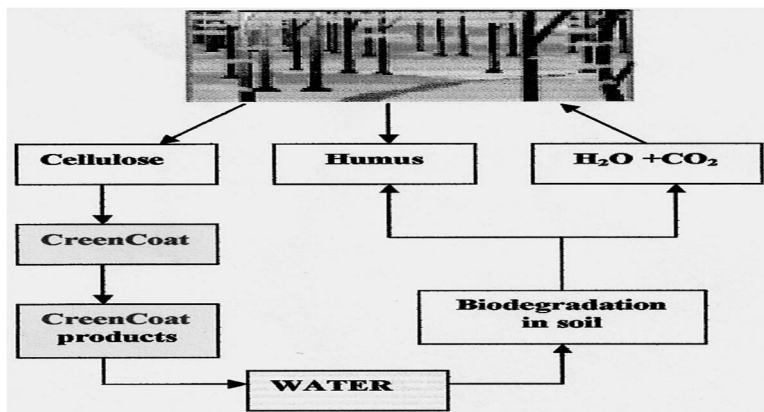 Cellulose
Humus
H₂O +CO₂
CreenCoat
CreenCoat
products
Biodegradation
in soil
WATER